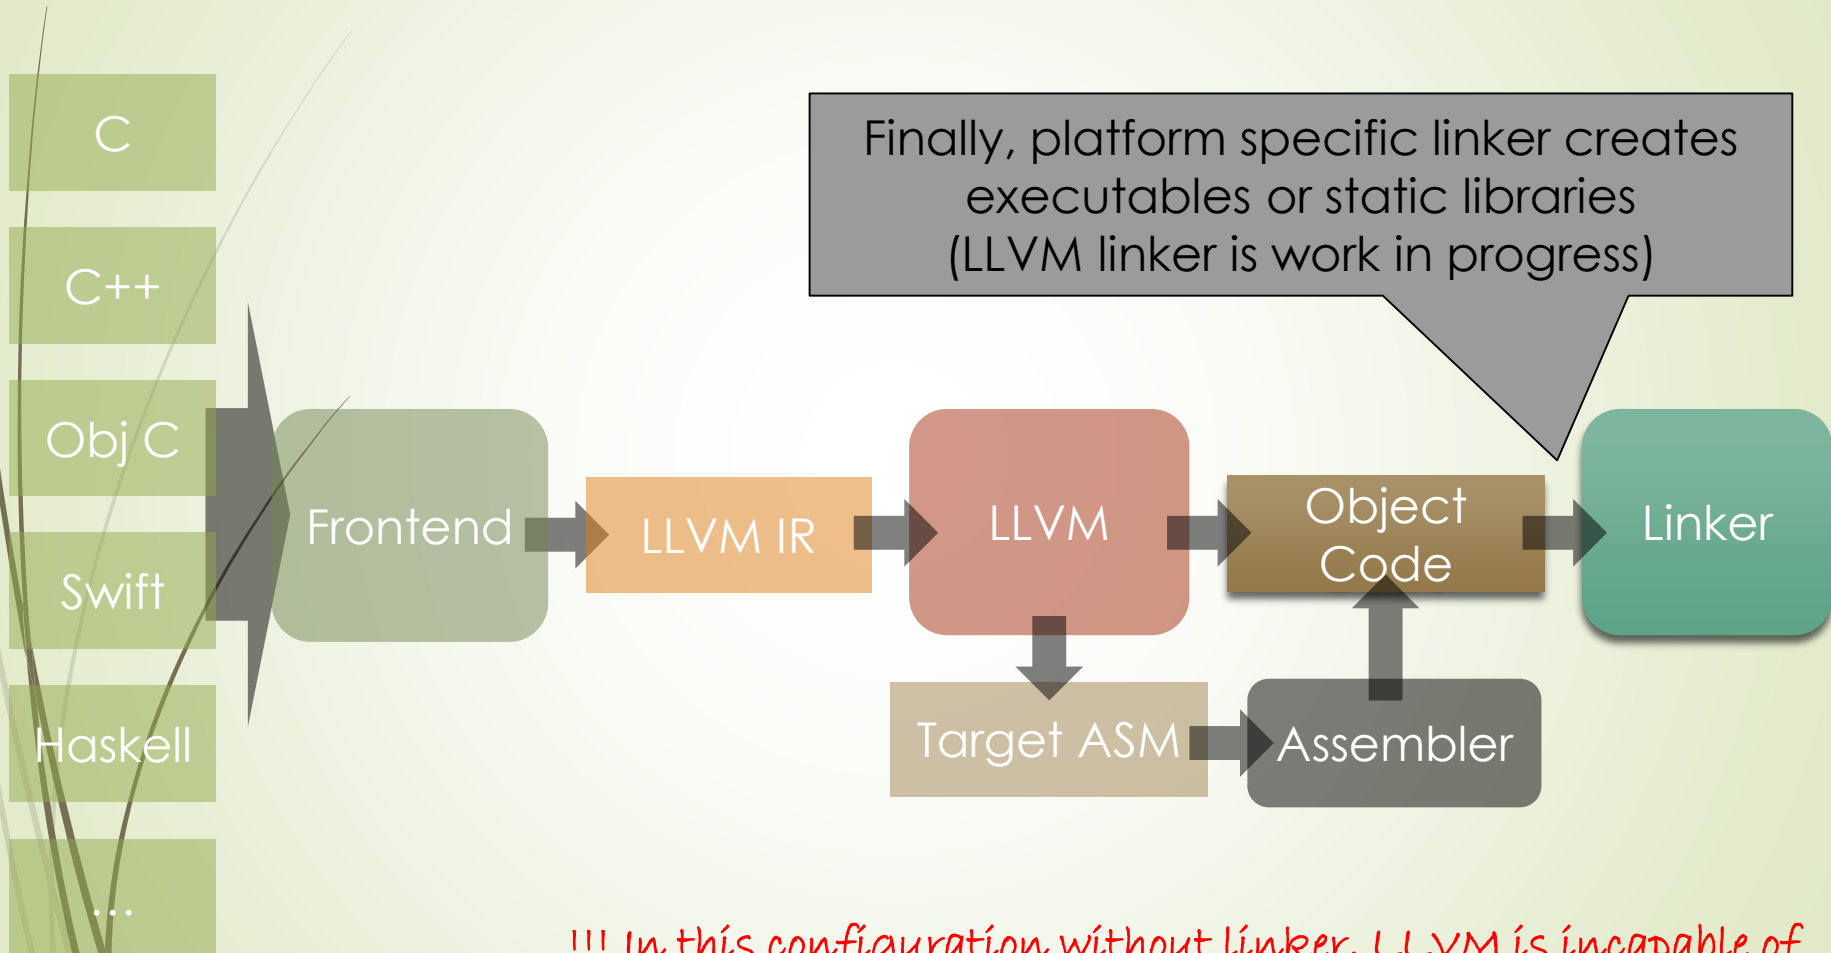 C
C++
Obj C
Swift
Haskell
...
Finally, platform specific linker creates
executables or static libraries
(LLVM linker is work in progress)
Frontend
LLVM IR
LLVM
Object
Code
Linker
Target ASM
Assembler
!!! In this configuration without linker, LLVM is incapable of